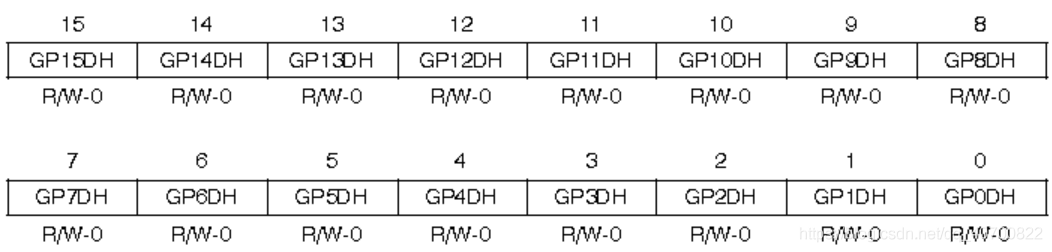 15 14 13 12 11 10 9 8
GP15DH GP14DH GP13DH GP12DH GP11DH GP10DH GP9DH GP8DH
R/W-0 R/W-0 R/W-0 R/W-0 R/W-0 R/W-0 R/W-0 R/W-0
7 6 5 4 3 2 1 0
GP7DH GP6DH GP5DH GP4DH GP3DH GP2DH GP1DH GP0DH
R/W-0 R/W-0 R/W-0 R/W-0 R/W-0 R/W-0 R/W-0 R/W-0